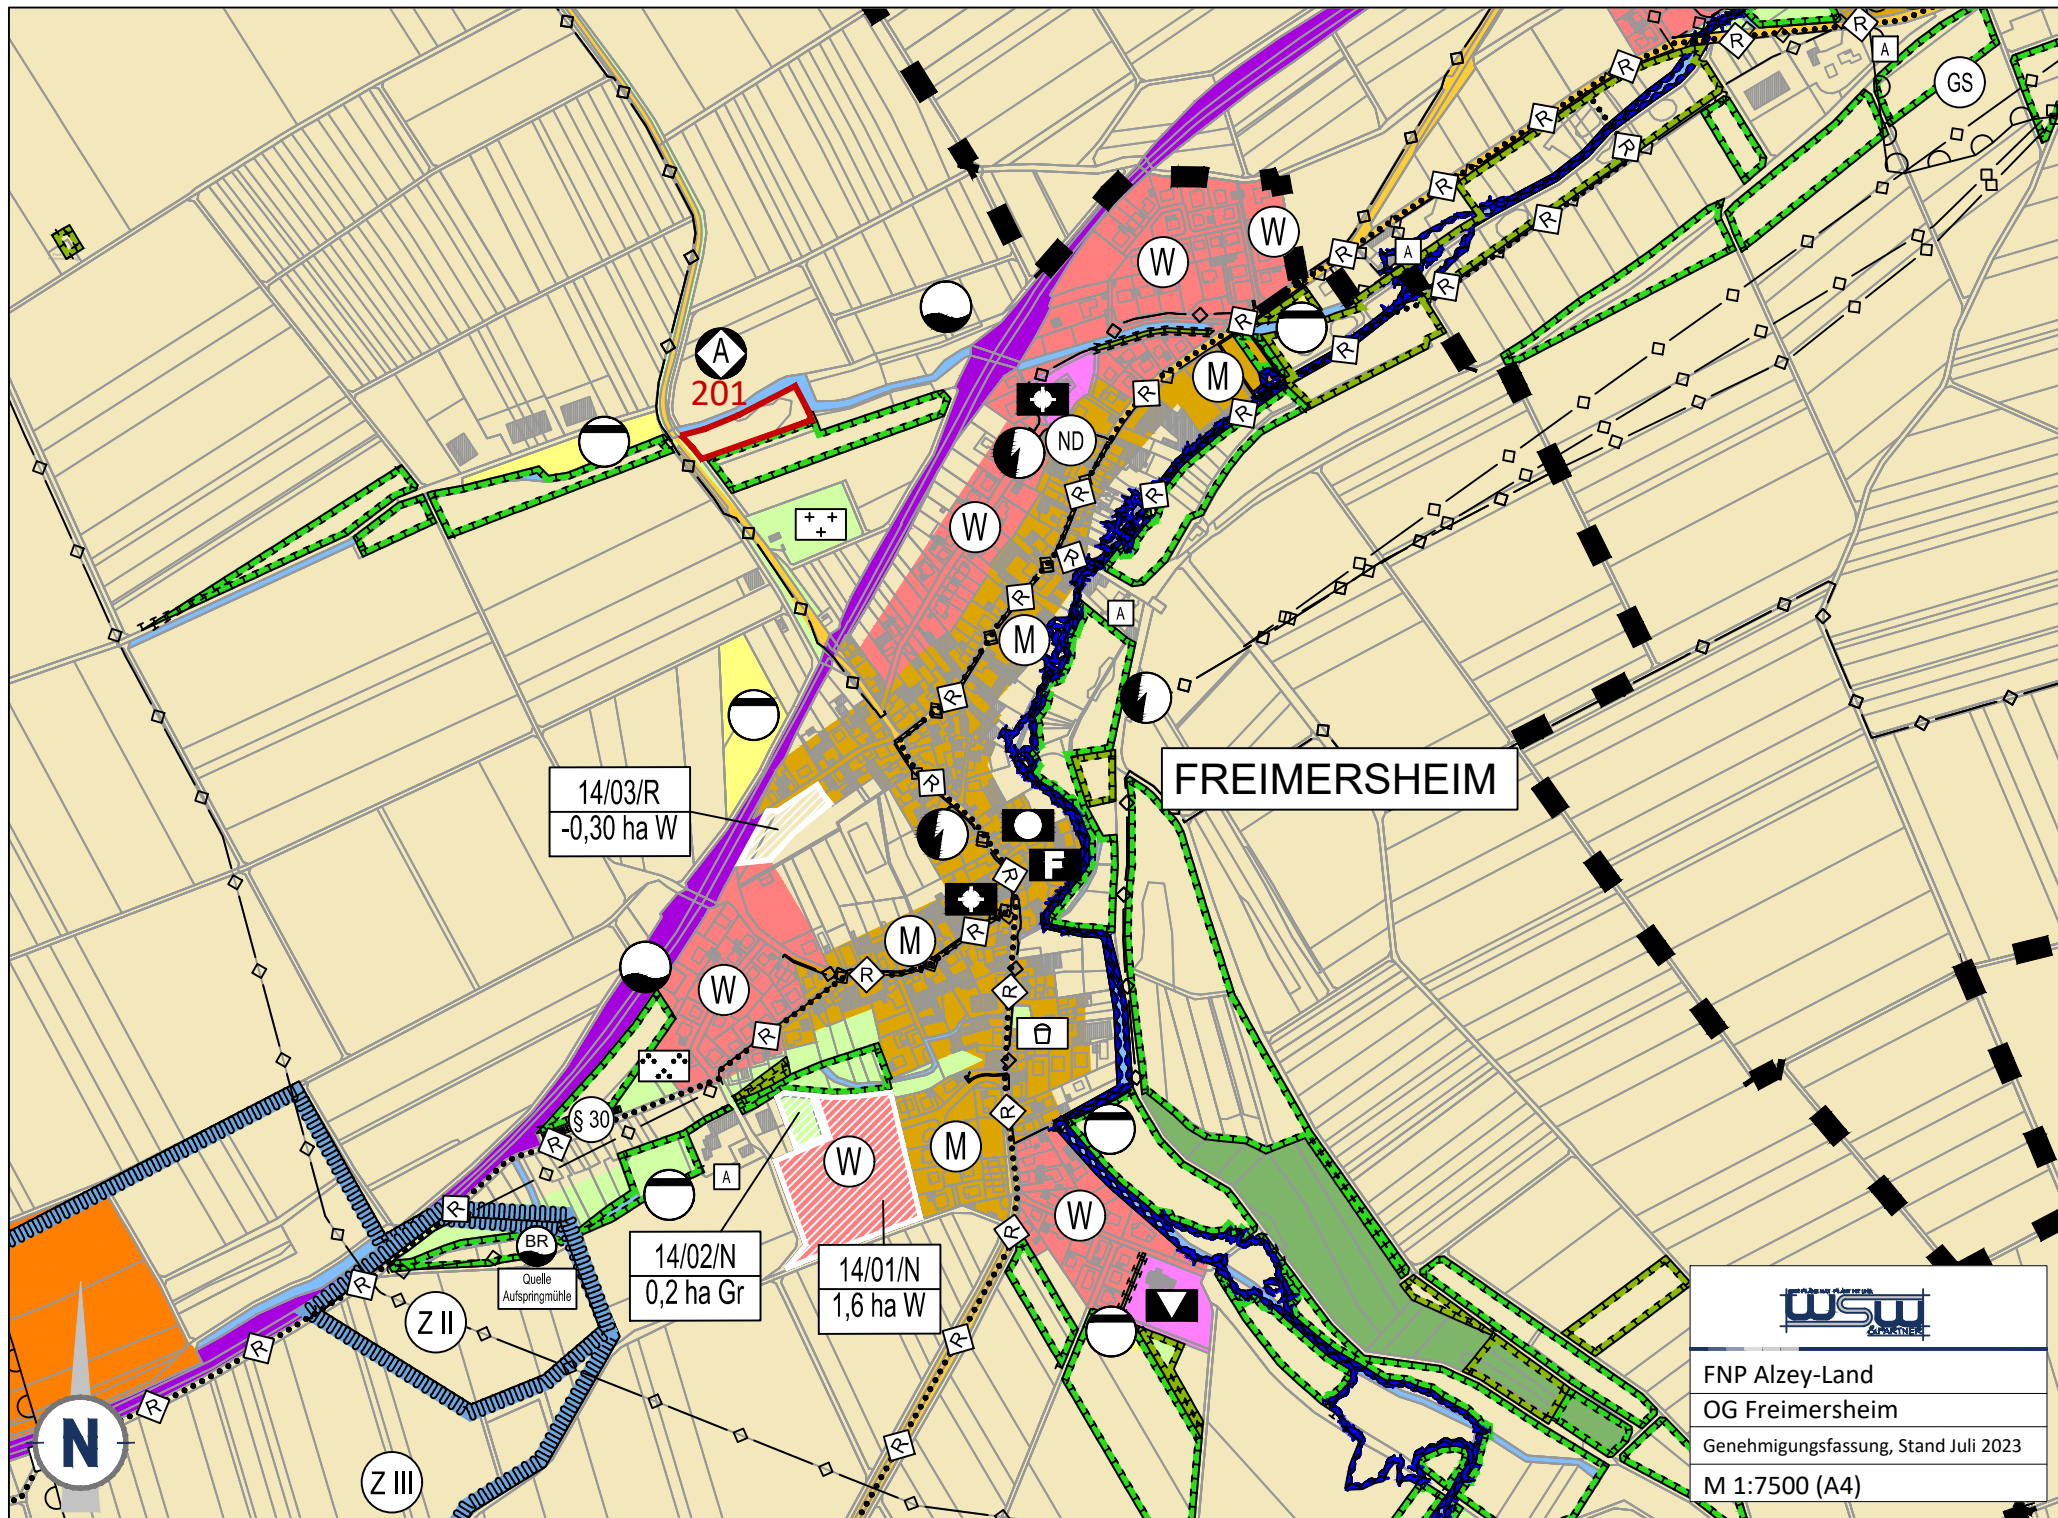 R
R
A
GS
R
R
R
R
W
W
R
R
A
R
R
R
A
201
M
R
R
ND
R
R
W
R
R
A
M
R
FREIMERSHEIM
14/03/R
-0,30 ha W
R
F
R
M
R
R
W
R
R
§ 30
R
R
W
M
A
R
W
R
BR
14/02/N
0,2 ha Gr
14/01/N
1,6 ha W
Quelle
Aufspringmühle
R
Z II
R
R
R
N
R
Z III
WSW
& PARTNER
FNP Alzey-Land
OG Freimersheim
Genehmigungsfassung, Stand Juli 2023
M 1:7500 (A4)